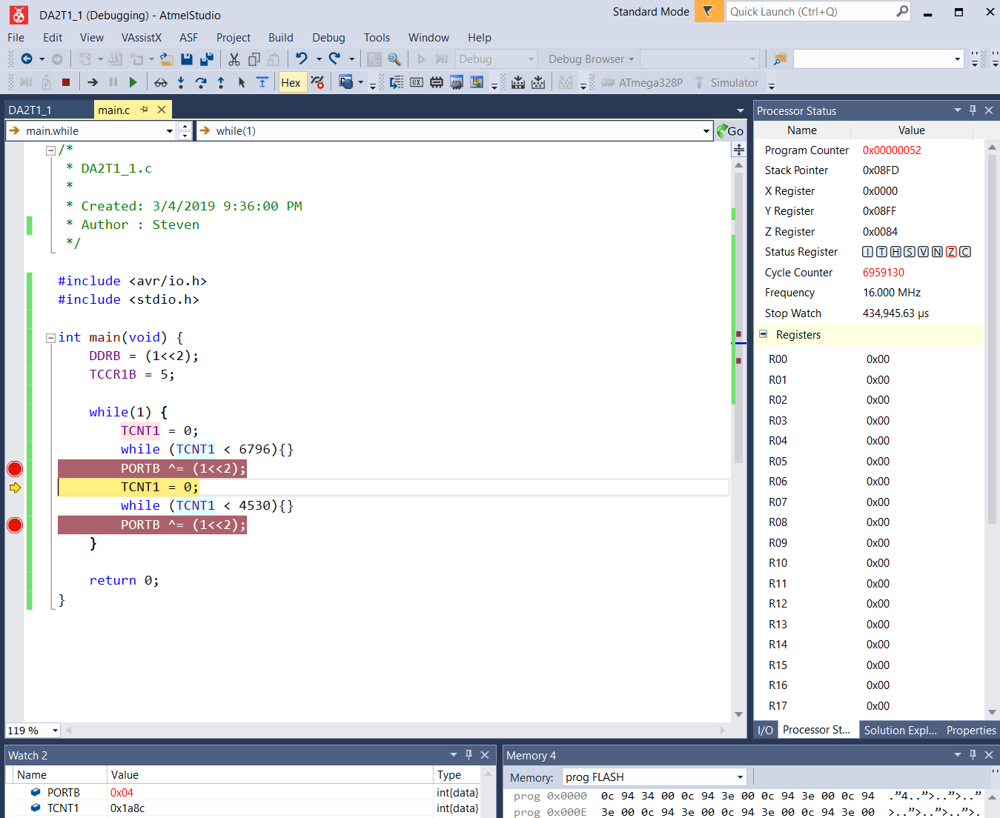 DA2T1_1 (Debugging) - AtmelStudio
Standard Mode
Quick Launch (Ctrl+Q)
File Edit View VAssistX ASF Project Build Debug Tools Window Help
Debug
Debug Browser
Hex
ATmega328P
Simulator
DA2T1_1
main.c
main.while
while(1)
Go
/*
* DA2T1_1.c
*
* Created: 3/4/2019 9:36:00 PM
* Author : Steven
*/
#include <avr/io.h>
#include <stdio.h>
int main(void) {
DDRB = (1<<2);
TCCR1B = 5;
while(1) {
TCNT1 = 0;
while (TCNT1 < 6796){}
PORTB ^= (1<<2);
TCNT1 = 0;
while (TCNT1 < 4530){}
PORTB ^= (1<<2);
}
return 0;
}
119 %
Processor Status
Name Value
Program Counter 0x00000052
Stack Pointer 0x08FD
X Register 0x0000
Y Register 0x08FF
Z Register 0x0084
Status Register I T H S V N Z C
Cycle Counter 6959130
Frequency 16.000 MHz
Stop Watch 434,945.63 µs
Registers
R00 0x00
R01 0x00
R02 0x00
R03 0x00
R04 0x00
R05 0x00
R06 0x00
R07 0x00
R08 0x00
R09 0x00
R10 0x00
R11 0x00
R12 0x00
R13 0x00
R14 0x00
R15 0x00
R16 0x00
R17 0x00
I/O Processor St... Solution Expl... Properties
Watch 2
Name Value Type
PORTB 0x04 int{data}
TCNT1 0x1a8c int{data}
Memory 4
Memory: prog FLASH
prog 0x0000 0c 94 34 00 0c 94 3e 00 0c 94 3e 00 0c 94 .”4..”>..”>..”
prog 0x000E 3e 00 0c 94 3e 00 0c 94 3e 00 0c 94 3e 00 >..”>..”>..”>.